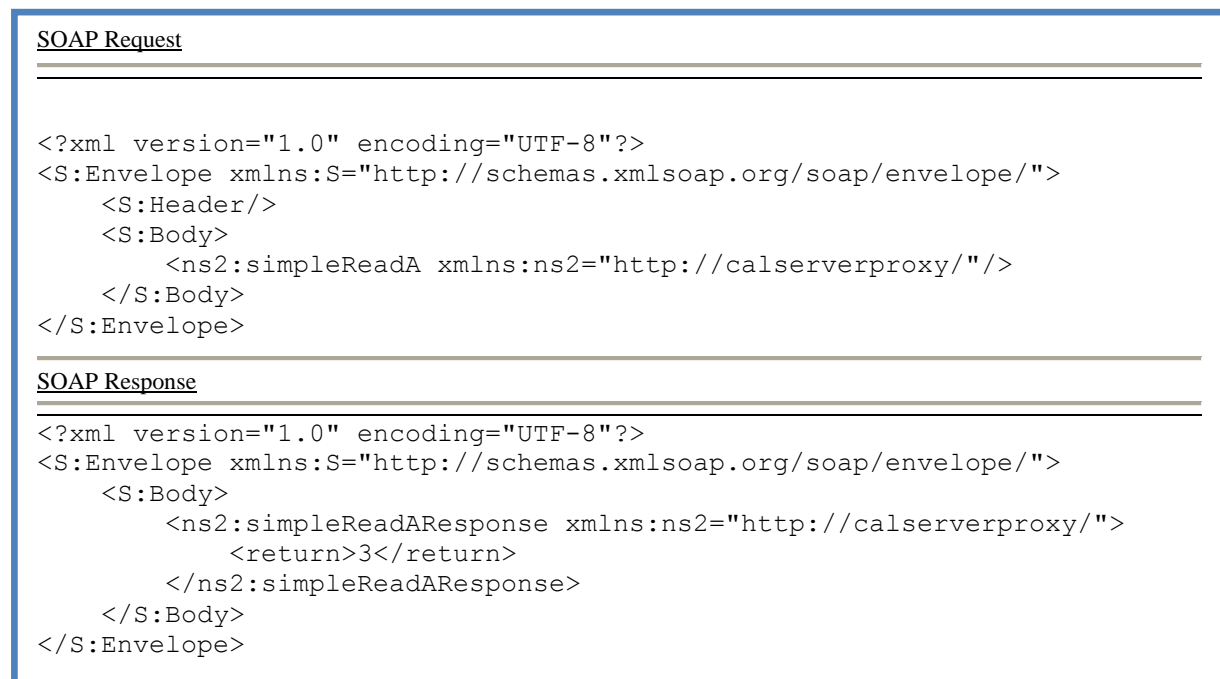 SOAP Request
<?xml version="1.0" encoding="UTF-8"?>
<S:Envelope xmlns:S="http://schemas.xmlsoap.org/soap/envelope/">
    <S:Header/>
    <S:Body>
        <ns2:simpleReadA xmlns:ns2="http://calserverproxy/"/>
    </S:Body>
</S:Envelope>
SOAP Response
<?xml version="1.0" encoding="UTF-8"?>
<S:Envelope xmlns:S="http://schemas.xmlsoap.org/soap/envelope/">
    <S:Body>
        <ns2:simpleReadAResponse xmlns:ns2="http://calserverproxy/">
            <return>3</return>
        </ns2:simpleReadAResponse>
    </S:Body>
</S:Envelope>